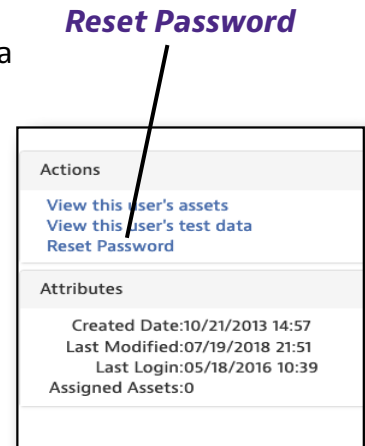 Reset Password
a
Actions
View this user's assets
View this user's test data
Reset Password
Attributes
Created Date:10/21/2013 14:57
Last Modified:07/19/2018 21:51
Last Login:05/18/2016 10:39
Assigned Assets:0